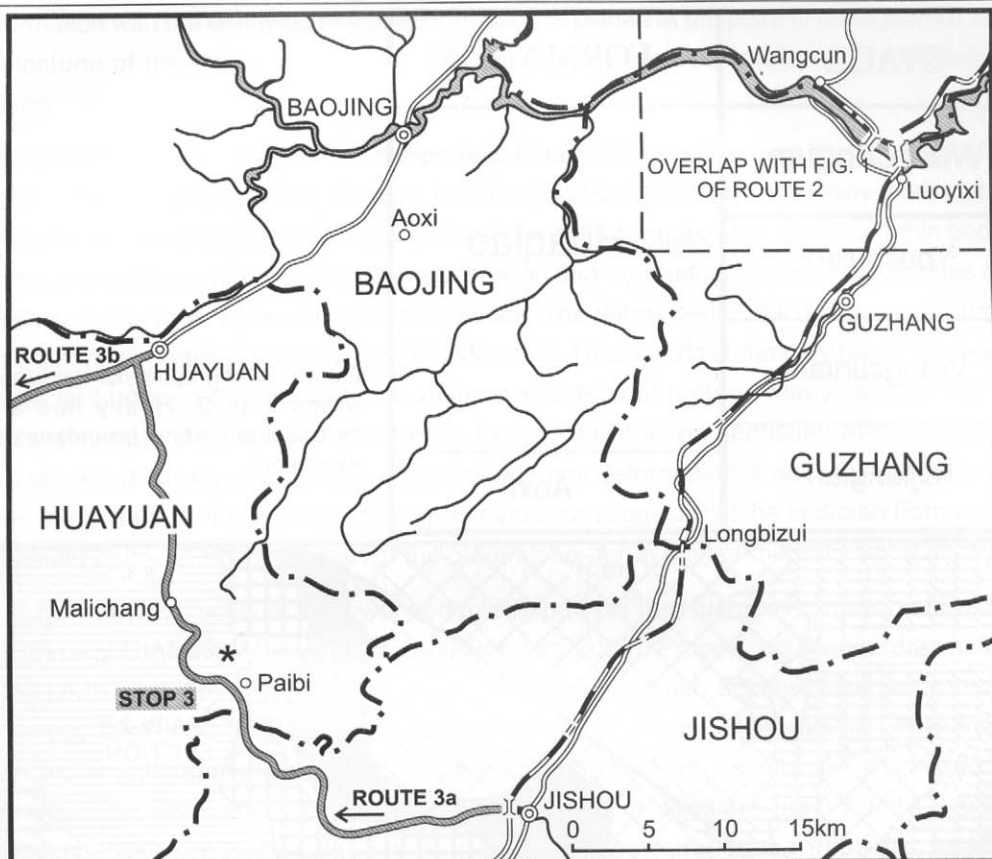 Wangcun
BAOJING
OVERLAP WITH FIG. 1
OF ROUTE 2
Luoyixi
Aoxi
BAOJING
GUZHANG
ROUTE 3b
HUAYUAN
GUZHANG
HUAYUAN
Longbizui
Malichang
*
Paibi
STOP 3
JISHOU
ROUTE 3a
JISHOU
0 5 10 15km